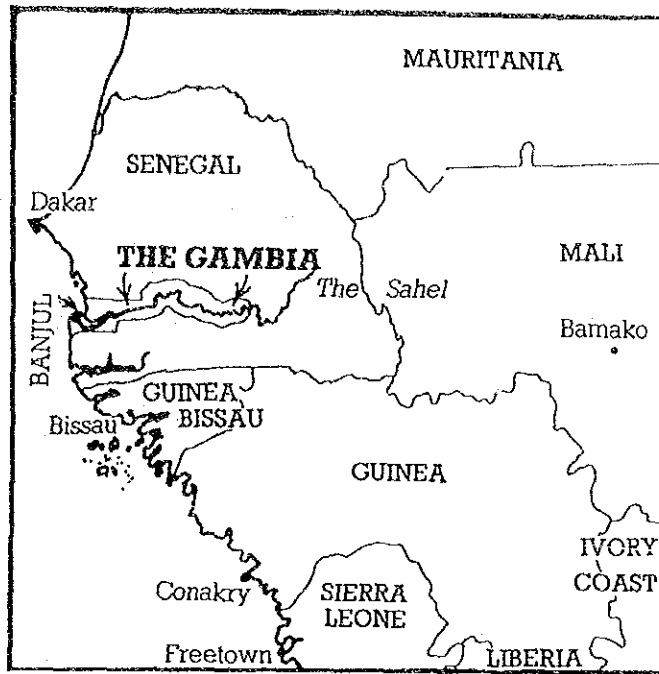 MAURITANIA
SENEGAL
Dakar
THE GAMBIA
The Sahel
MALI
BANJUL
Bamako
GUINEA
BISSAU
Bissau
GUINEA
IVORY
COAST
Conakry
SIERRA
LEONE
Freetown
LIBERIA